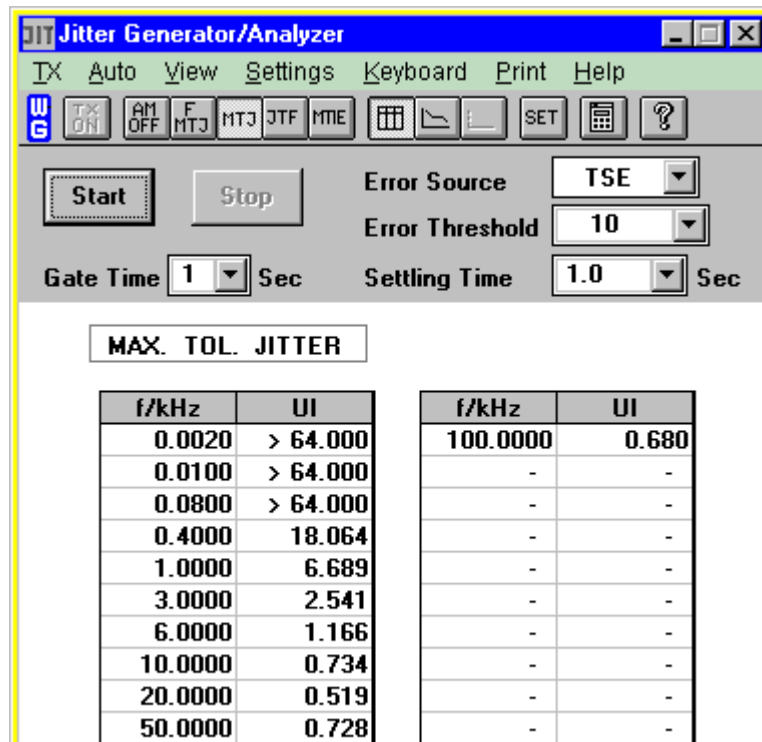 JIT Jitter Generator/Analyzer
TX Auto View Settings Keyboard Print Help
WG TX ON AM OFF F MTJ MTJ JTF MTIE SET ?
Start Stop Error Source TSE
Error Threshold 10
Gate Time 1 Sec Settling Time 1.0 Sec
MAX. TOL. JITTER
f/kHz UI f/kHz UI
0.0020 > 64.000 100.0000 0.680
0.0100 > 64.000 - -
0.0800 > 64.000 - -
0.4000 18.064 - -
1.0000 6.689 - -
3.0000 2.541 - -
6.0000 1.166 - -
10.0000 0.734 - -
20.0000 0.519 - -
50.0000 0.728 - -